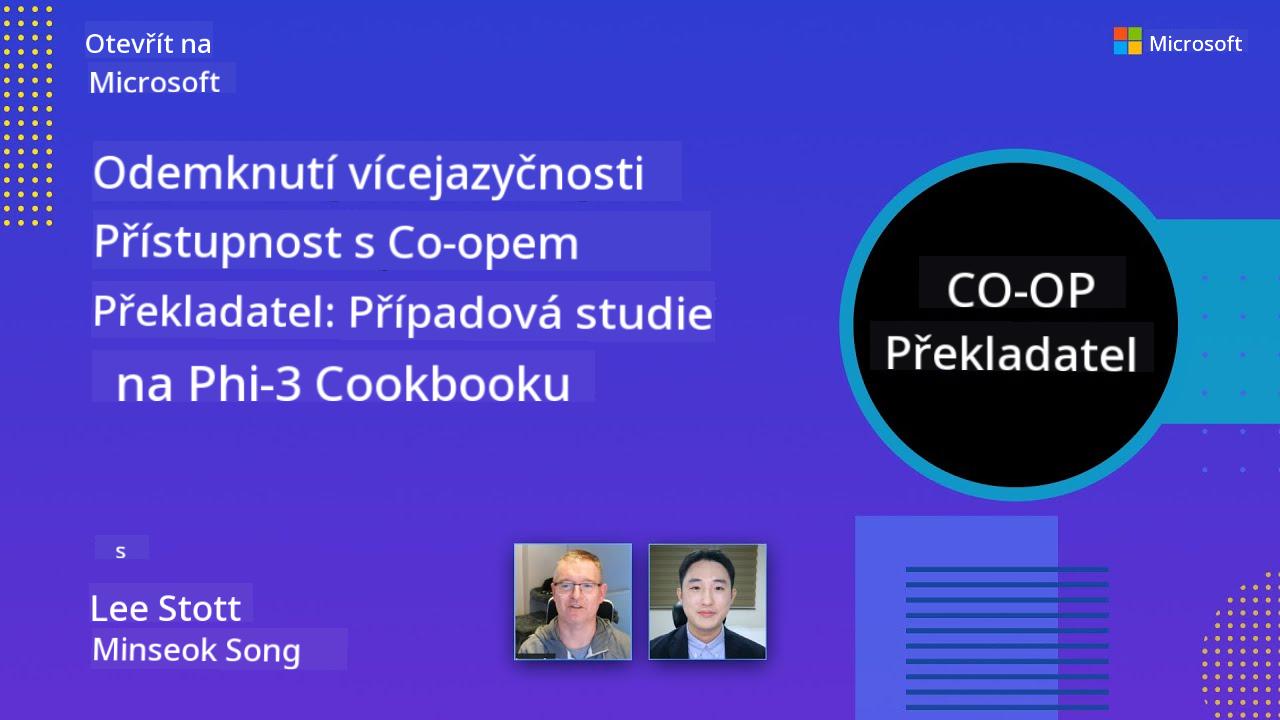 Otevřít na
Microsoft
Microsoft
Odemknutí vícejazyčnosti
Přístupnost s Co-opem
Překladatel: Případová studie
na Phi-3 Cookbooku
CO-OP
Překladatel
s
Lee Stott
Minseok Song